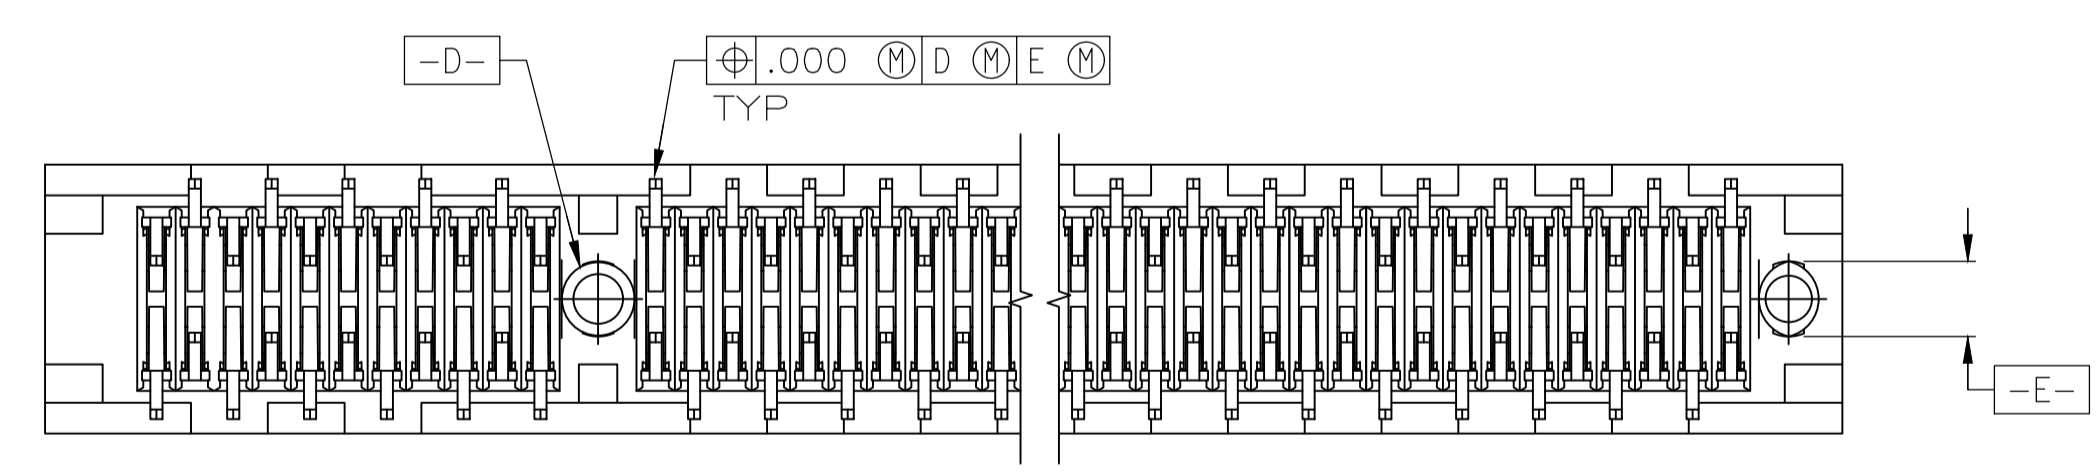 -D-
⌖ .000 Ⓜ D Ⓜ E Ⓜ
TYP
-E-